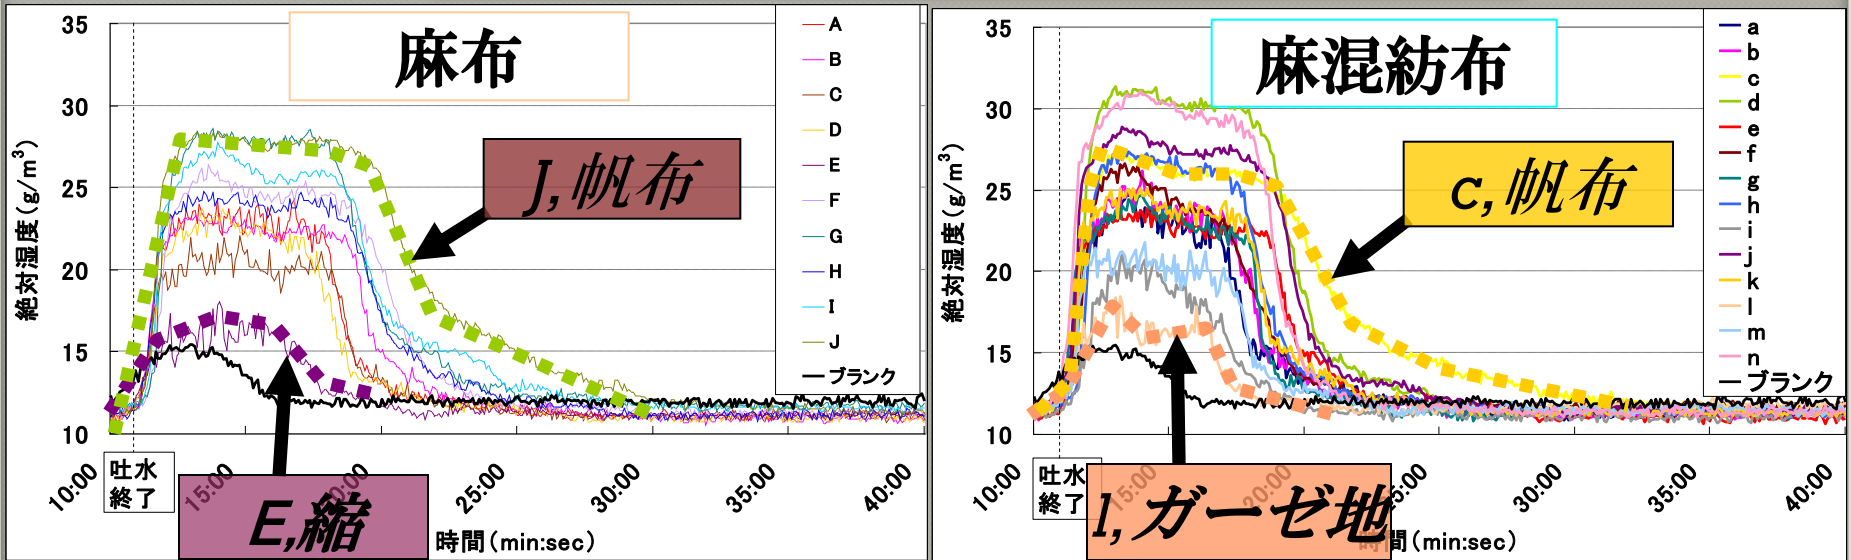 麻布
35
30
25
20
15
10
絶対湿度(g/m³)
A
B
C
D
E
F
G
H
I
J
ブランク
J,帆布
E,縮
吐水
終了
10:00
15:00
20:00
25:00
30:00
35:00
40:00
時間(min:sec)
麻混紡布
35
30
25
20
15
10
絶対湿度(g/m³)
a
b
c
d
e
f
g
h
i
j
k
l
m
n
ブランク
c,帆布
l,ガーゼ地
吐水
終了
10:00
15:00
20:00
25:00
30:00
35:00
40:00
時間(min:sec)